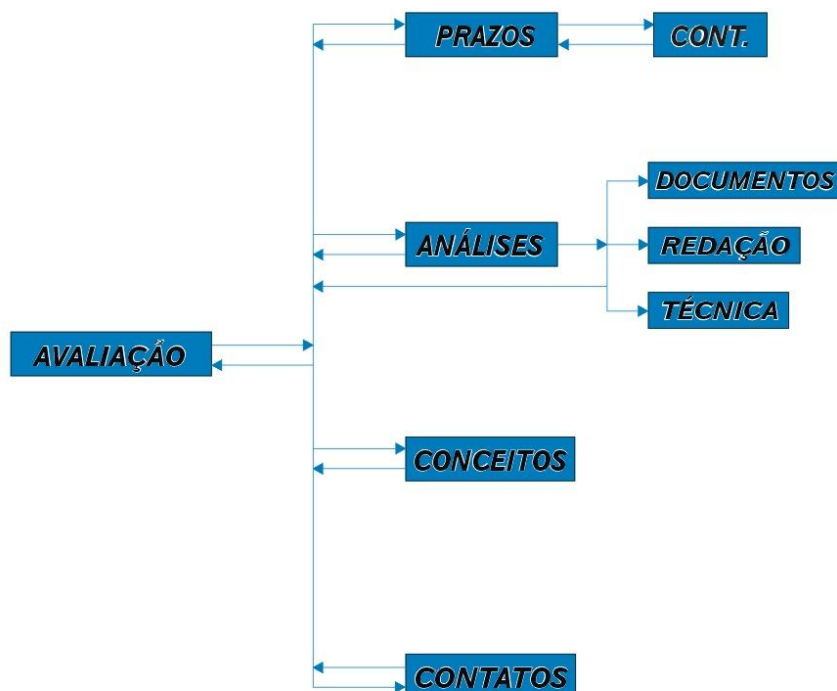 PRAZOS
CONT.
DOCUMENTOS
ANÁLISES
REDAÇÃO
TÉCNICA
AVALIAÇÃO
CONCEITOS
CONTATOS